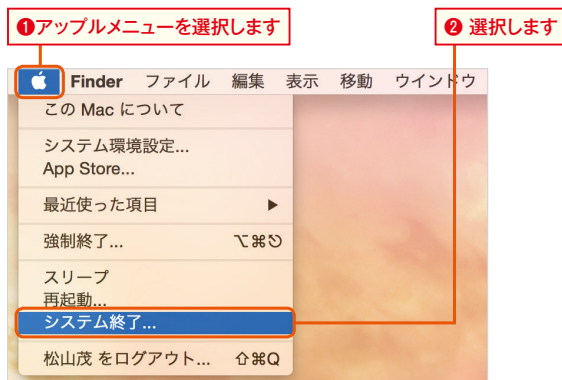 ❶アップルメニューを選択します
❷ 選択します
Finder ファイル 編集 表示 移動 ウインドウ
この Mac について
システム環境設定...
App Store...
最近使った項目 ▶
強制終了... ⌥⌘⎋
スリープ
再起動...
システム終了...
松山茂 をログアウト... ⇧⌘Q